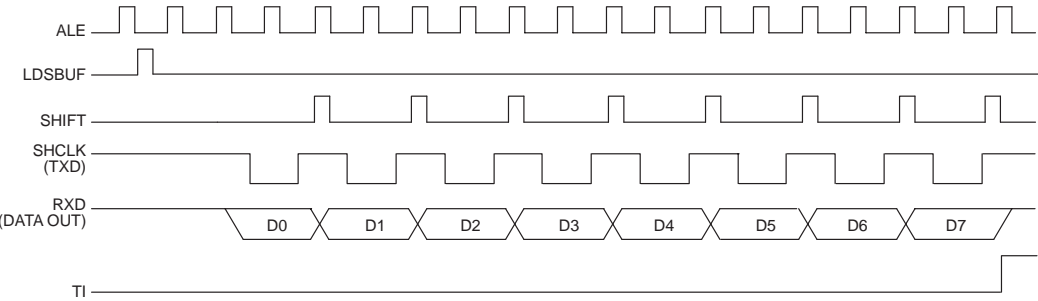 ALE
LDSBUF
SHIFT
SHCLK
(TXD)
RXD
(DATA OUT)
D0 D1 D2 D3 D4 D5 D6 D7
TI